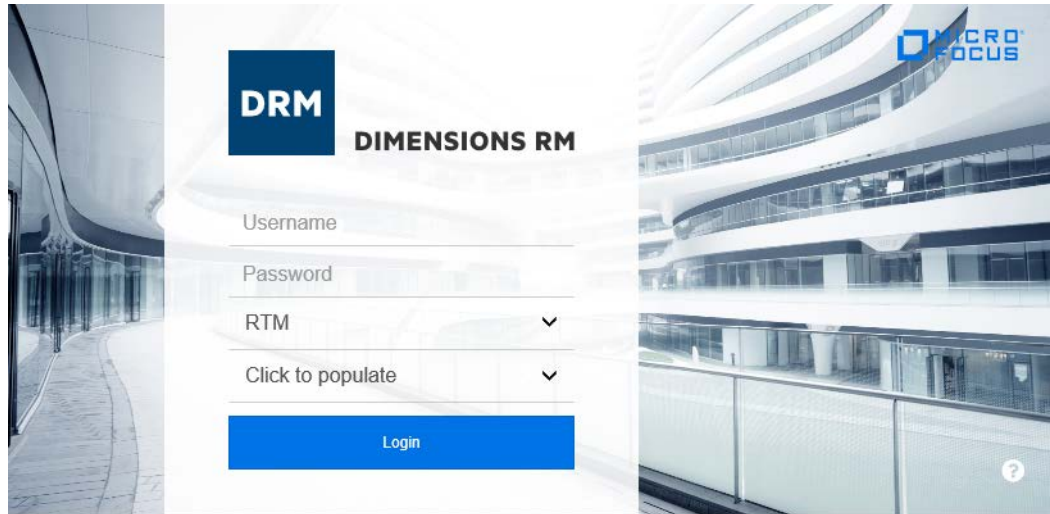 MICRO
FOCUS
DRM
DIMENSIONS RM
Username
Password
RTM
Click to populate
Login
?